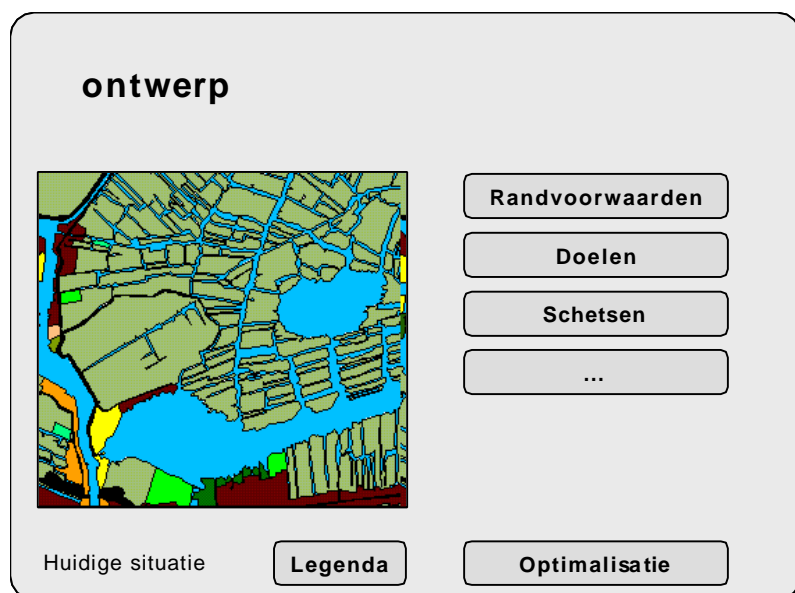 ontwerp
Randvoorwaarden
Doelen
Schetsen
...
Huidige situatie
Legenda
Optimalisatie